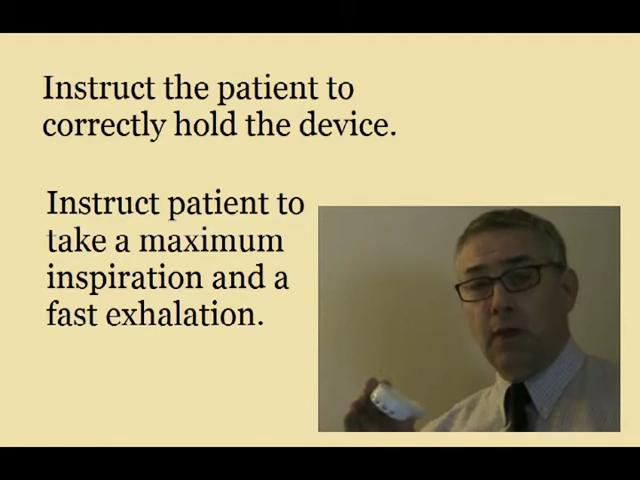 Instruct the patient to
correctly hold the device.
Instruct patient to
take a maximum
inspiration and a
fast exhalation.